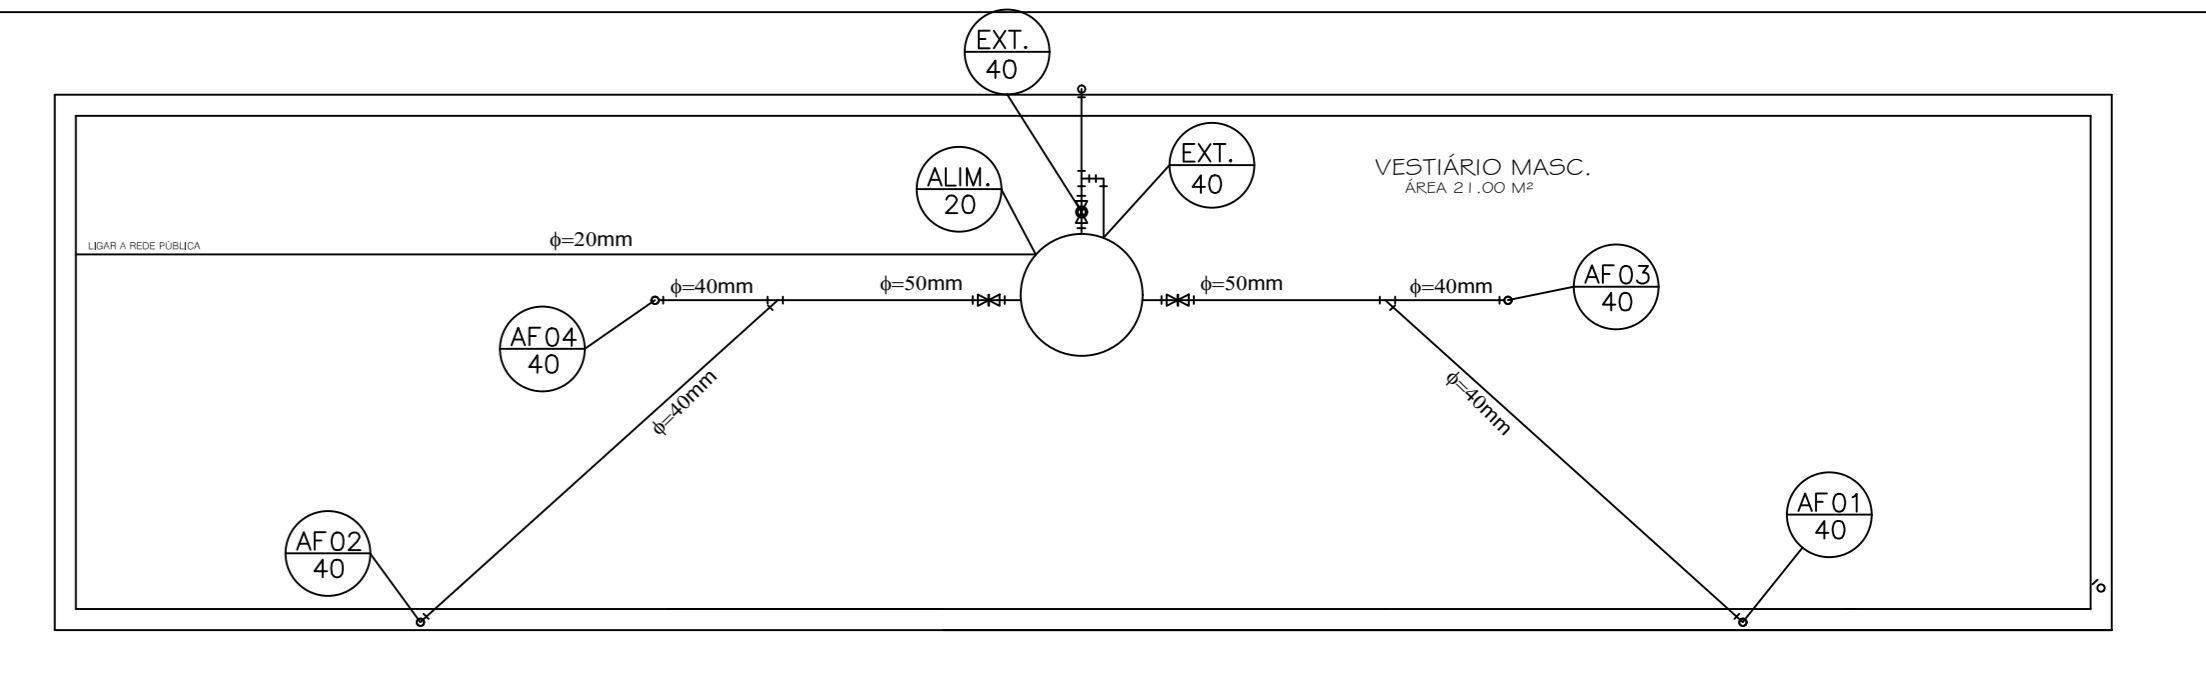 EXT.
40
EXT.
40
VESTIÁRIO MASC.
ÁREA 21.00 M²
ALIM.
20
LIGAR A REDE PÚBLICA
ϕ=20mm
ϕ=40mm
ϕ=50mm
ϕ=50mm
ϕ=40mm
AF03
40
AF04
40
ϕ=40mm
ϕ=40mm
AF02
40
AF01
40
10